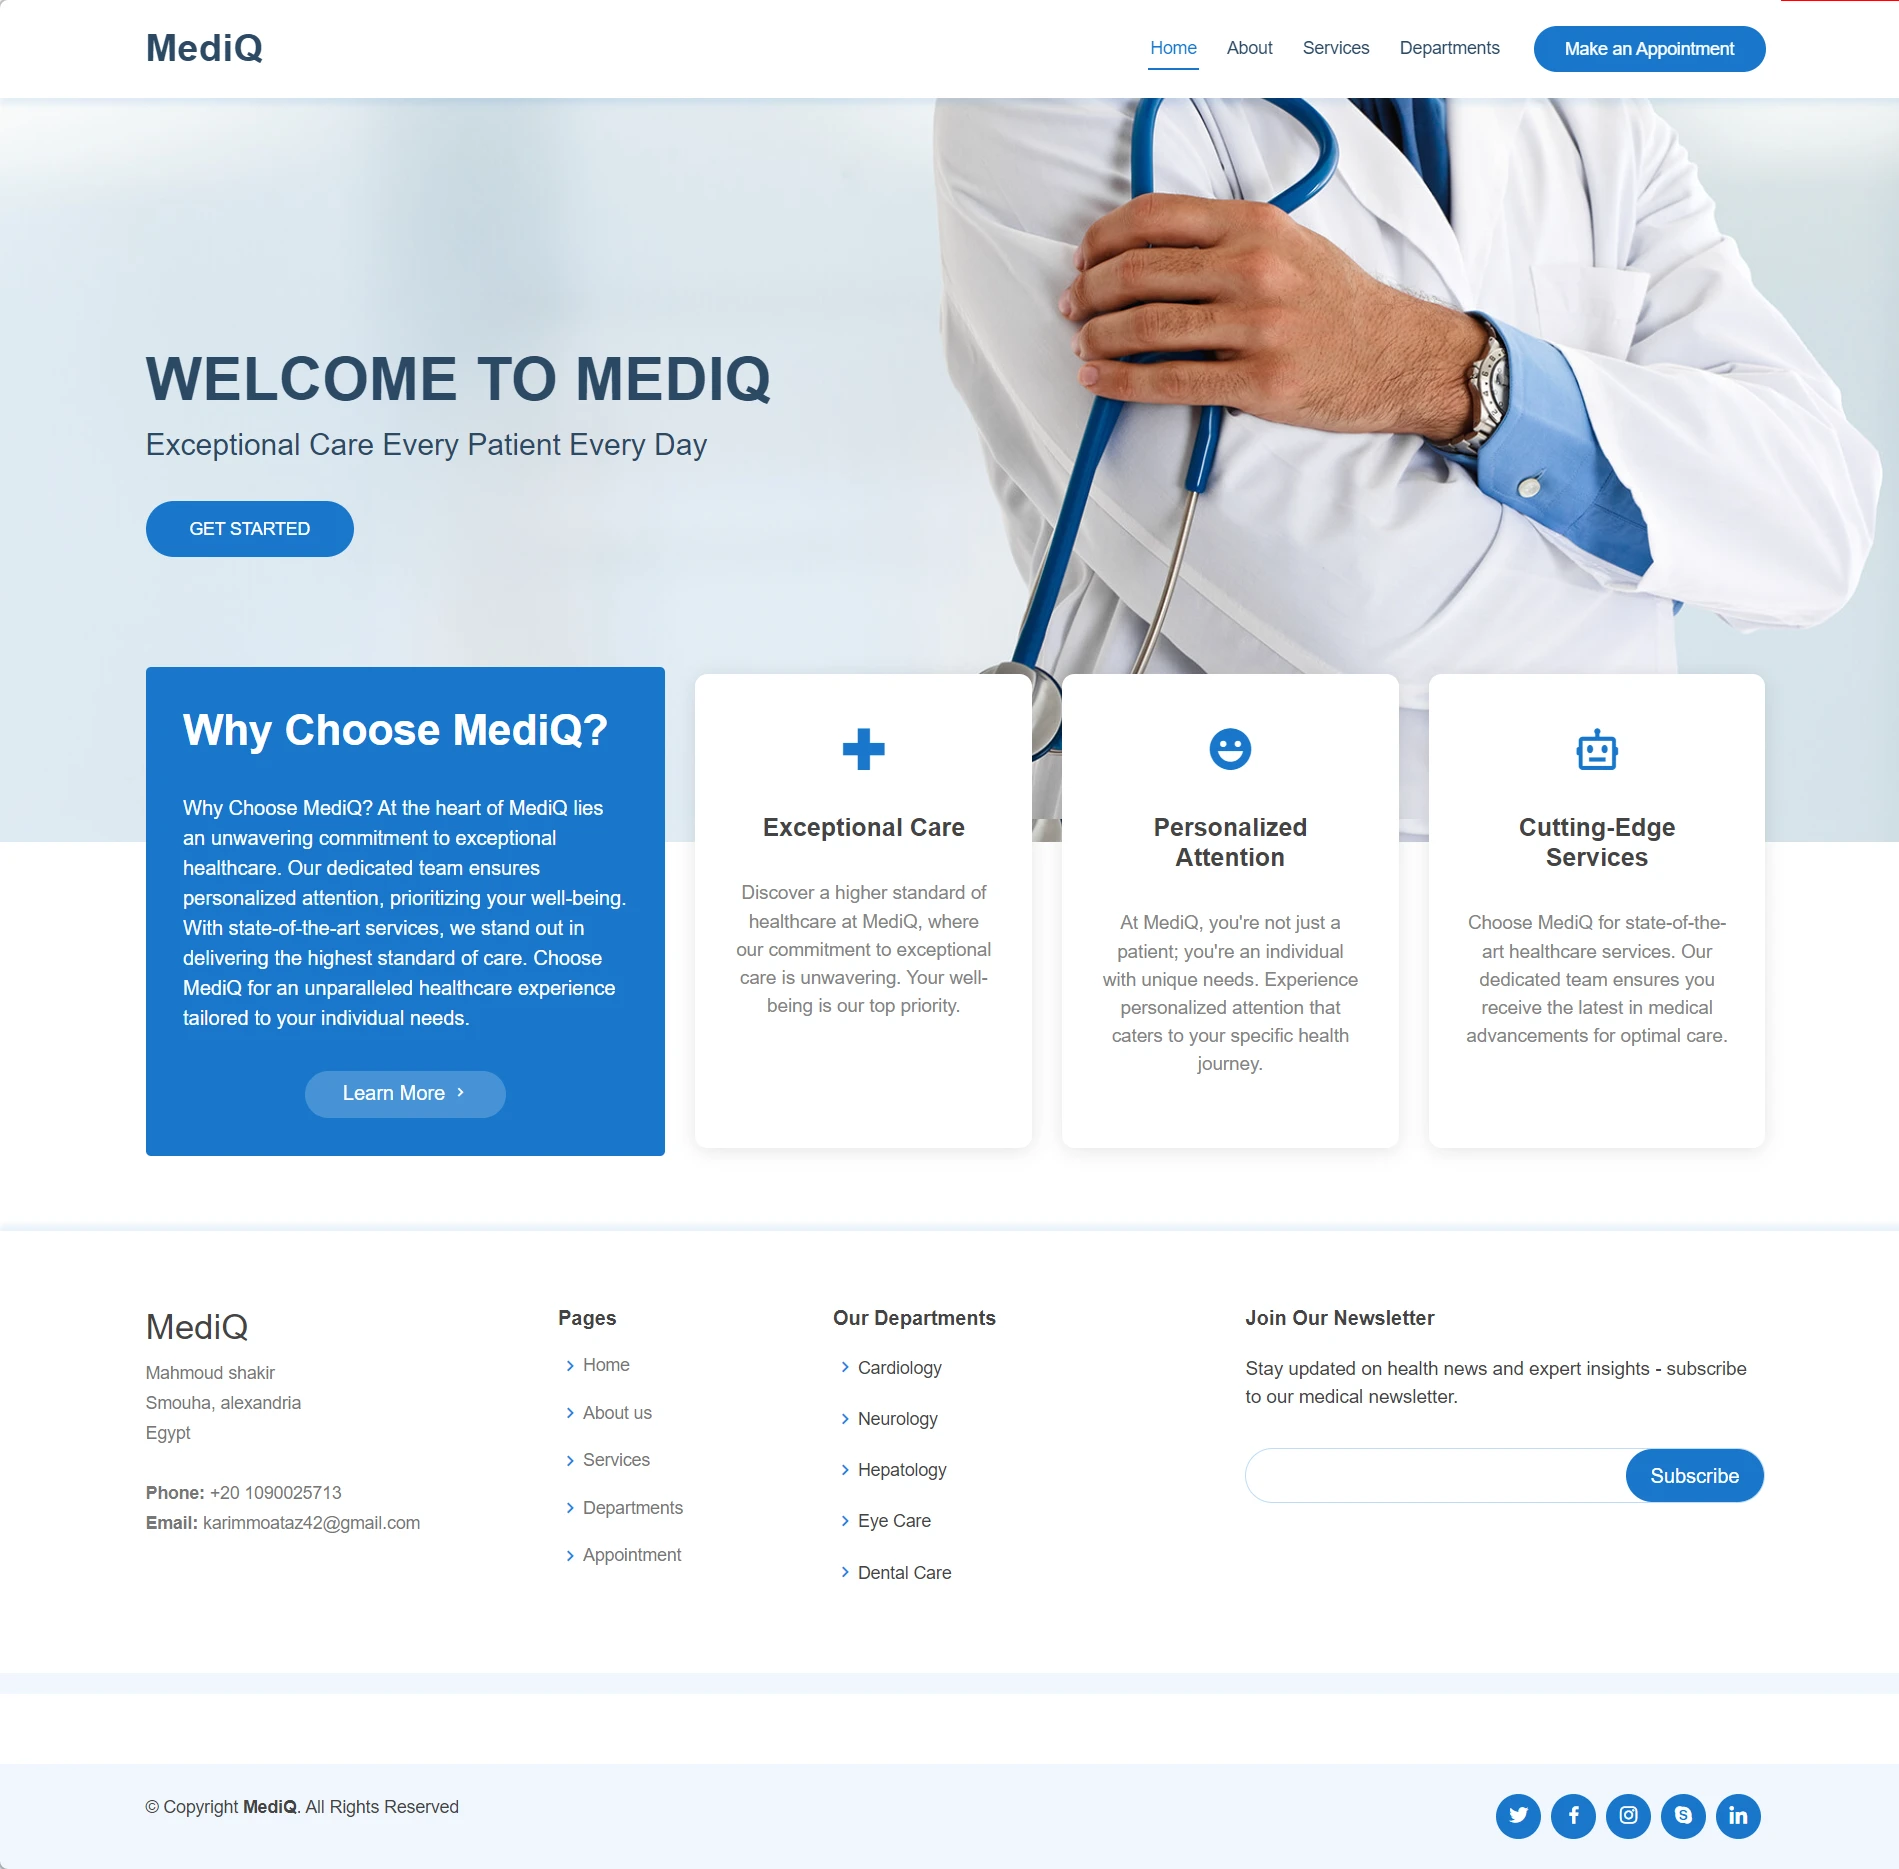 MediQ
Home
About
Services
Departments
Make an Appointment
WELCOME TO MEDIQ
Exceptional Care Every Patient Every Day
GET STARTED
Why Choose MediQ?
Why Choose MediQ? At the heart of MediQ lies
an unwavering commitment to exceptional
healthcare. Our dedicated team ensures
personalized attention, prioritizing your well-being.
With state-of-the-art services, we stand out in
delivering the highest standard of care. Choose
MediQ for an unparalleled healthcare experience
tailored to your individual needs.
Learn More
Exceptional Care
Discover a higher standard of
healthcare at MediQ, where
our commitment to exceptional
care is unwavering. Your well-
being is our top priority.
Personalized
Attention
At MediQ, you're not just a
patient; you're an individual
with unique needs. Experience
personalized attention that
caters to your specific health
journey.
Cutting-Edge
Services
Choose MediQ for state-of-the-
art healthcare services. Our
dedicated team ensures you
receive the latest in medical
advancements for optimal care.
MediQ
Mahmoud shakir
Smouha, alexandria
Egypt
Phone: +20 1090025713
Email: karimmoataz42@gmail.com
Pages
Home
About us
Services
Departments
Appointment
Our Departments
Cardiology
Neurology
Hepatology
Eye Care
Dental Care
Join Our Newsletter
Stay updated on health news and expert insights - subscribe
to our medical newsletter.
Subscribe
© Copyright MediQ. All Rights Reserved